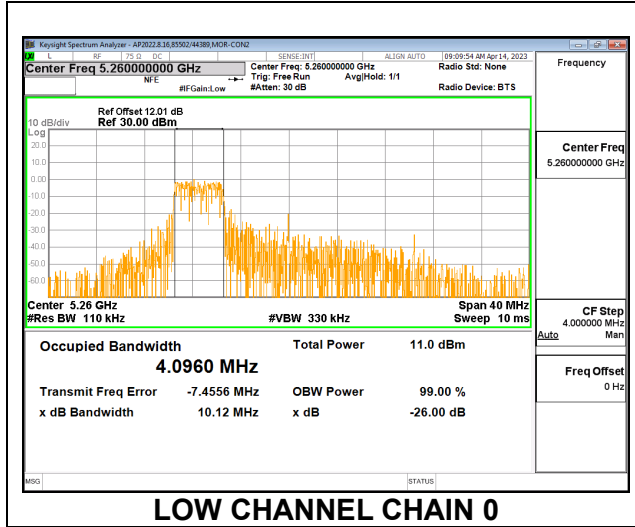 Keysight Spectrum Analyzer - AP2022.8.16,85502/44389,MOR-CON2
LXI L RF 75 Ω DC SENSE:INT ALIGN AUTO 09:09:54 AM Apr 14, 2023
Center Freq 5.260000000 GHz
NFE
#IFGain:Low
Center Freq: 5.260000000 GHz
Trig: Free Run Avg|Hold: 1/1
#Atten: 30 dB
Radio Std: None
Radio Device: BTS
Frequency
Ref Offset 12.01 dB
10 dB/div Ref 30.00 dBm
Log
20.0
10.0
0.00
-10.0
-20.0
-30.0
-40.0
-50.0
-60.0
Center 5.26 GHz Span 40 MHz
#Res BW 110 kHz #VBW 330 kHz Sweep 10 ms
Center Freq
5.260000000 GHz
CF Step
4.000000 MHz
Auto Man
Freq Offset
0 Hz
Occupied Bandwidth Total Power 11.0 dBm
4.0960 MHz
Transmit Freq Error -7.4556 MHz OBW Power 99.00 %
x dB Bandwidth 10.12 MHz x dB -26.00 dB
MSG STATUS
LOW CHANNEL CHAIN 0